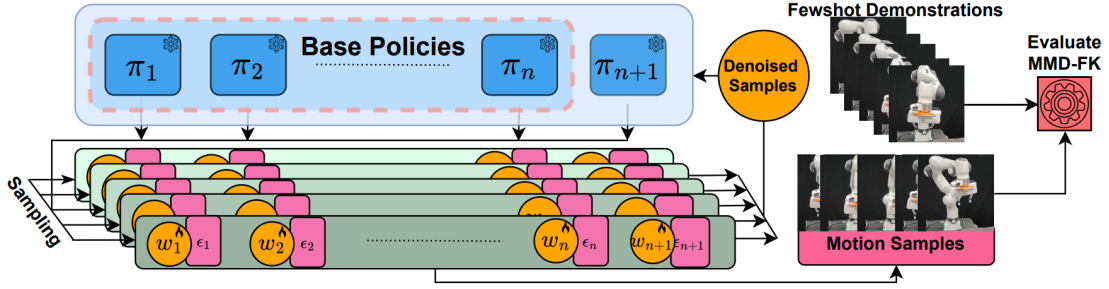 Base Policies
π1
π2
πn
πn+1
Denoised
Samples
Fewshot Demonstrations
Evaluate
MMD-FK
Sampling
w1 ϵ1
w2 ϵ2
wn ϵn
wn+1 ϵn+1
Motion Samples